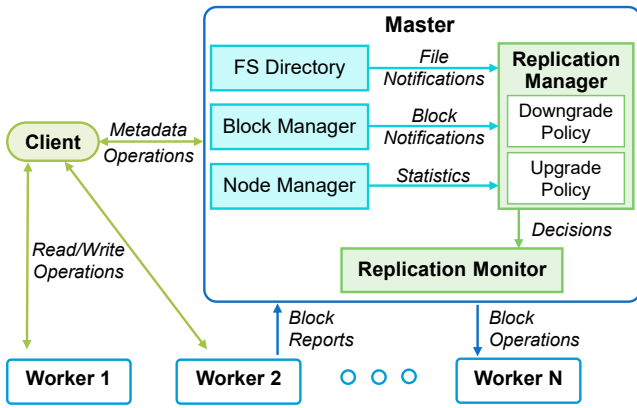 Master
FS Directory
File
Notifications
Replication
Manager
Downgrade
Policy
Client
Metadata
Operations
Block Manager
Block
Notifications
Node Manager
Statistics
Upgrade
Policy
Decisions
Read/Write
Operations
Replication Monitor
Block
Reports
Block
Operations
Worker 1
Worker 2
Worker N